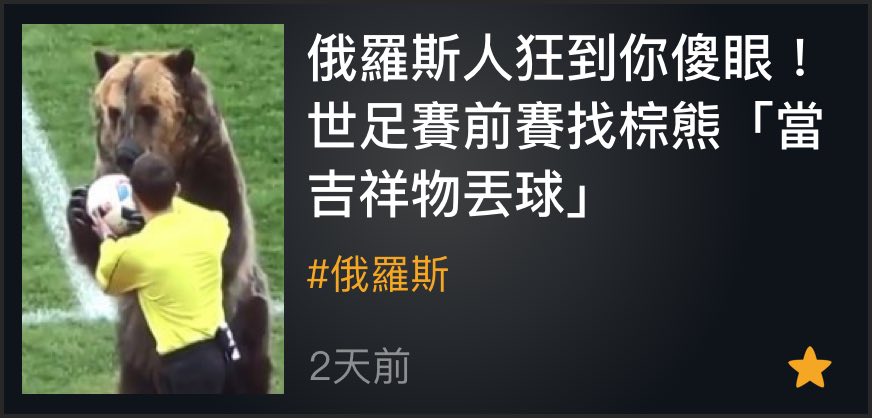 俄羅斯人狂到你傻眼！
世足賽前賽找棕熊「當
吉祥物丟球」
#俄羅斯
2天前